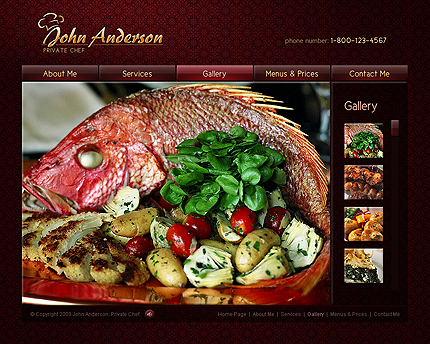 John Anderson
PRIVATE CHEF
phone number: 1-800-123-4567
About Me
Services
Gallery
Menus & Prices
Contact Me
Gallery
© Copyright 2009 John Anderson. Private Chef
Home Page | About Me | Services | Gallery | Menus & Prices | Contact Me